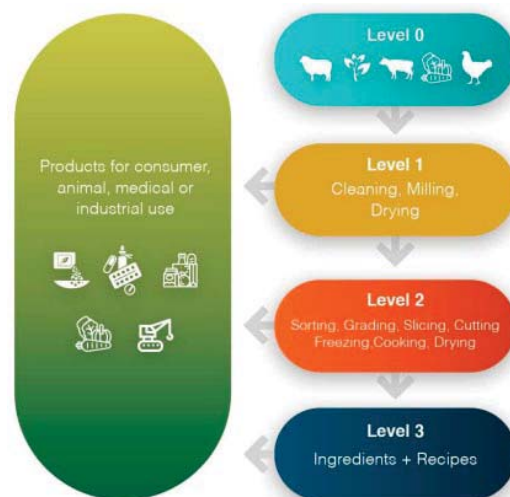 Products for consumer,
animal, medical or
industrial use
Level 0
Level 1
Cleaning, Milling,
Drying
Level 2
Sorting, Grading, Slicing, Cutting
Freezing,Cooking, Drying
Level 3
Ingredients + Recipes